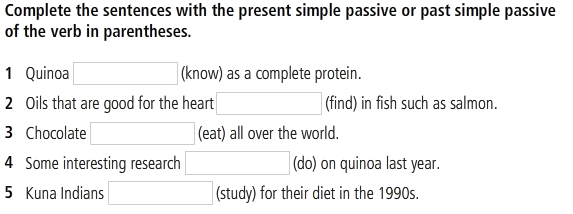 Complete the sentences with the present simple passive or past simple passive
of the verb in parentheses.
1 Quinoa (know) as a complete protein.
2 Oils that are good for the heart (find) in fish such as salmon.
3 Chocolate (eat) all over the world.
4 Some interesting research (do) on quinoa last year.
5 Kuna Indians (study) for their diet in the 1990s.